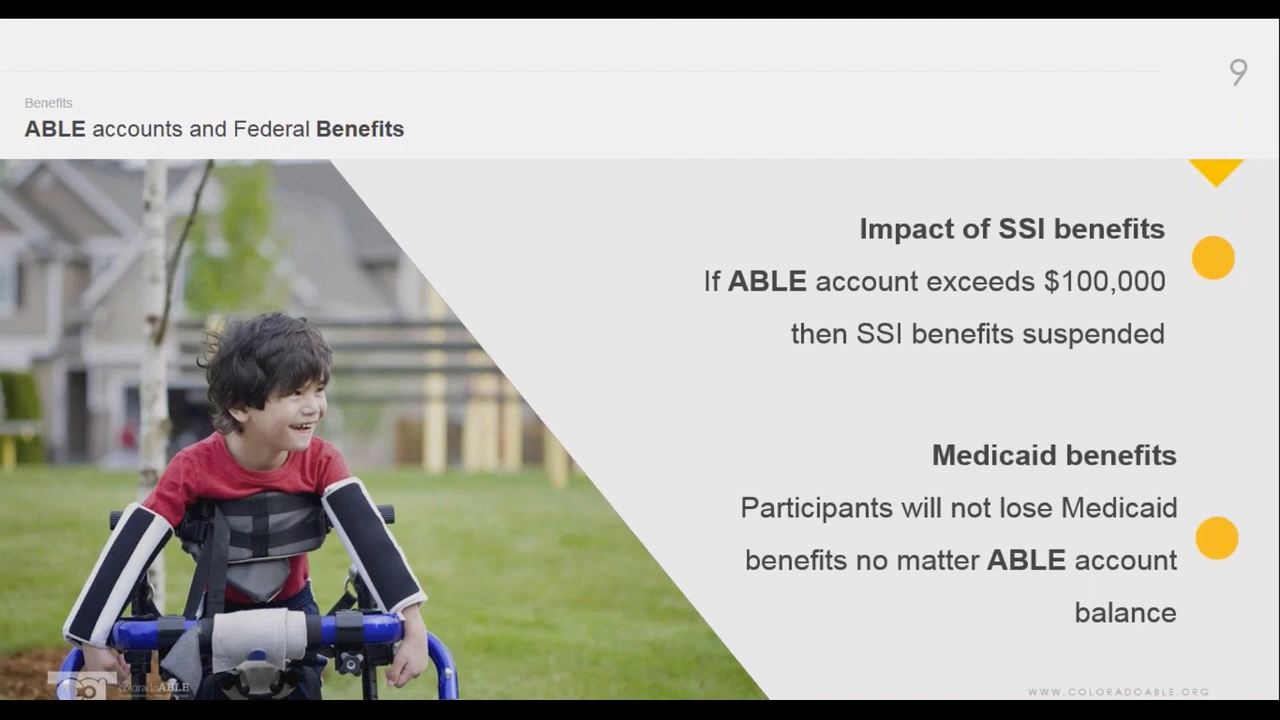 9
Benefits
ABLE accounts and Federal Benefits
Impact of SSI benefits
If ABLE account exceeds $100,000
then SSI benefits suspended
Medicaid benefits
Participants will not lose Medicaid
benefits no matter ABLE account
balance
coloradoABLE
WWW.COLORADOABLE.ORG